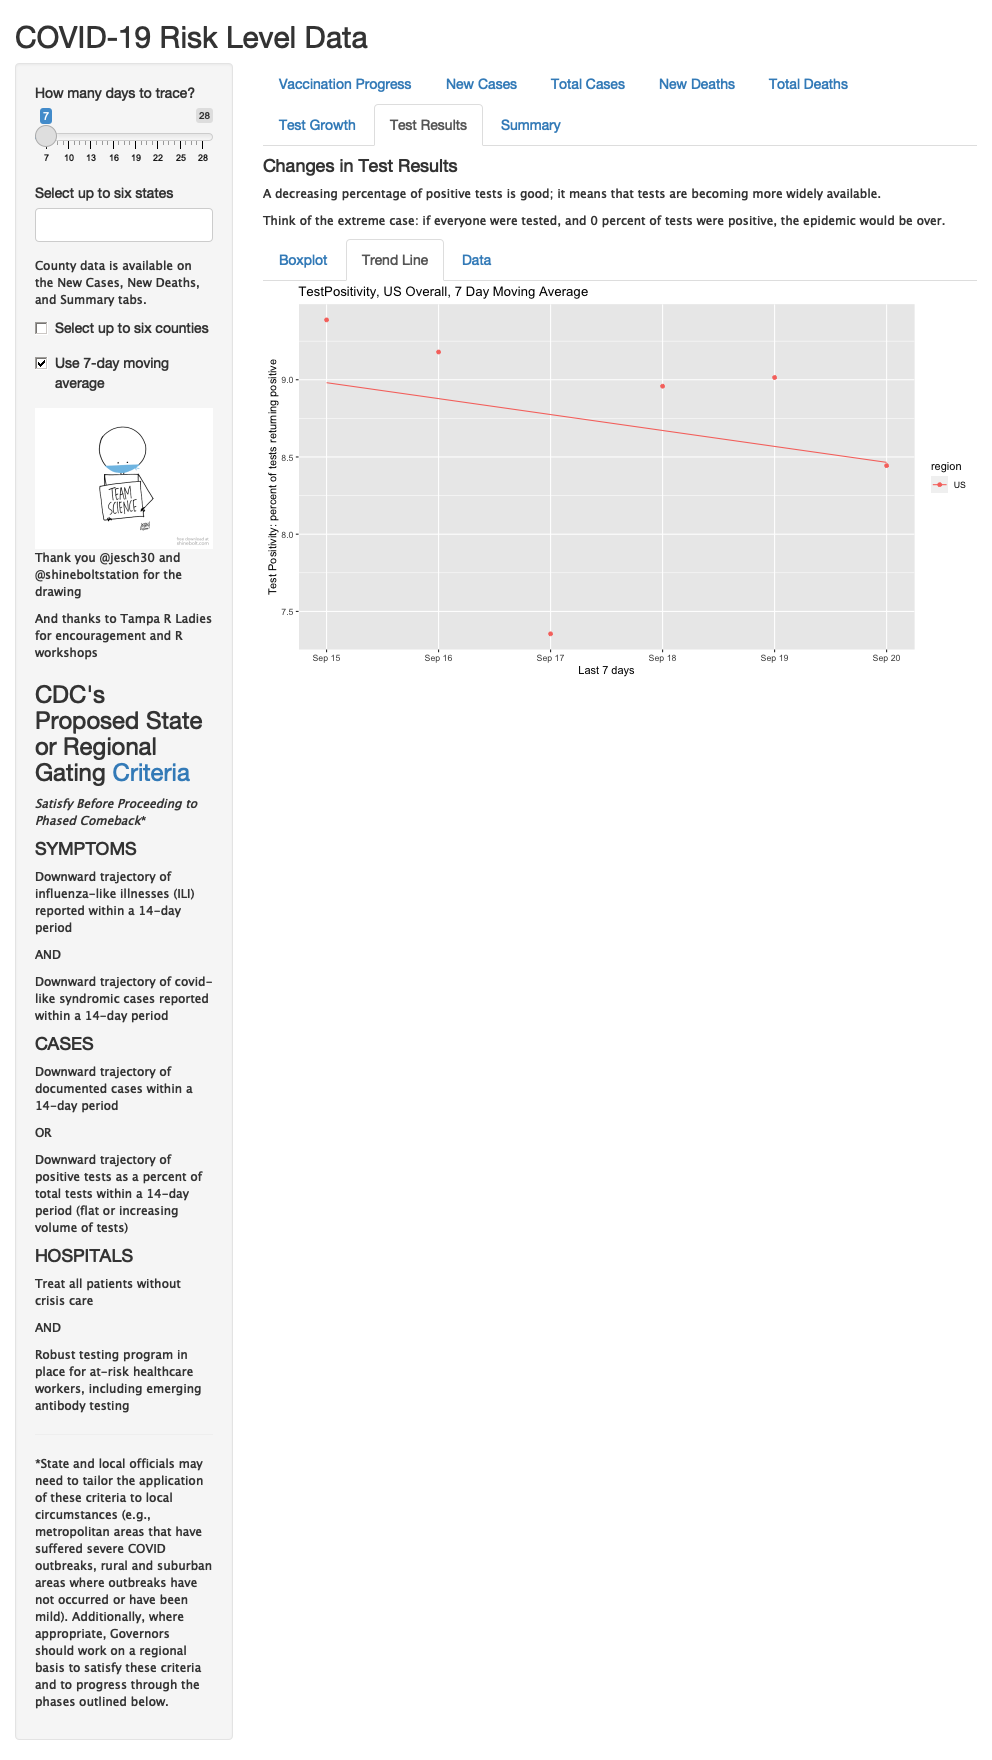 COVID-19 Risk Level Data
How many days to trace?
7
28
7 10 13 16 19 22 25 28
Select up to six states
County data is available on
the New Cases, New Deaths,
and Summary tabs.
Select up to six counties
Use 7-day moving
average
TEAM
SCIENCE
Thank you @jesch30 and
@shineboltstation for the
drawing
And thanks to Tampa R Ladies
for encouragement and R
workshops
CDC's
Proposed State
or Regional
Gating Criteria
Satisfy Before Proceeding to
Phased Comeback*
SYMPTOMS
Downward trajectory of
influenza-like illnesses (ILI)
reported within a 14-day
period
AND
Downward trajectory of covid-
like syndromic cases reported
within a 14-day period
CASES
Downward trajectory of
documented cases within a
14-day period
OR
Downward trajectory of
positive tests as a percent of
total tests within a 14-day
period (flat or increasing
volume of tests)
HOSPITALS
Treat all patients without
crisis care
AND
Robust testing program in
place for at-risk healthcare
workers, including emerging
antibody testing
*State and local officials may
need to tailor the application
of these criteria to local
circumstances (e.g.,
metropolitan areas that have
suffered severe COVID
outbreaks, rural and suburban
areas where outbreaks have
not occurred or have been
mild). Additionally, where
appropriate, Governors
should work on a regional
basis to satisfy these criteria
and to progress through the
phases outlined below.
Vaccination Progress New Cases Total Cases New Deaths Total Deaths
Test Growth Test Results Summary
Changes in Test Results
A decreasing percentage of positive tests is good; it means that tests are becoming more widely available.
Think of the extreme case: if everyone were tested, and 0 percent of tests were positive, the epidemic would be over.
Boxplot Trend Line Data
TestPositivity, US Overall, 7 Day Moving Average
Test Positivity: percent of tests returning positive
9.0
8.5
8.0
7.5
Sep 15 Sep 16 Sep 17 Sep 18 Sep 19 Sep 20
Last 7 days
region
US